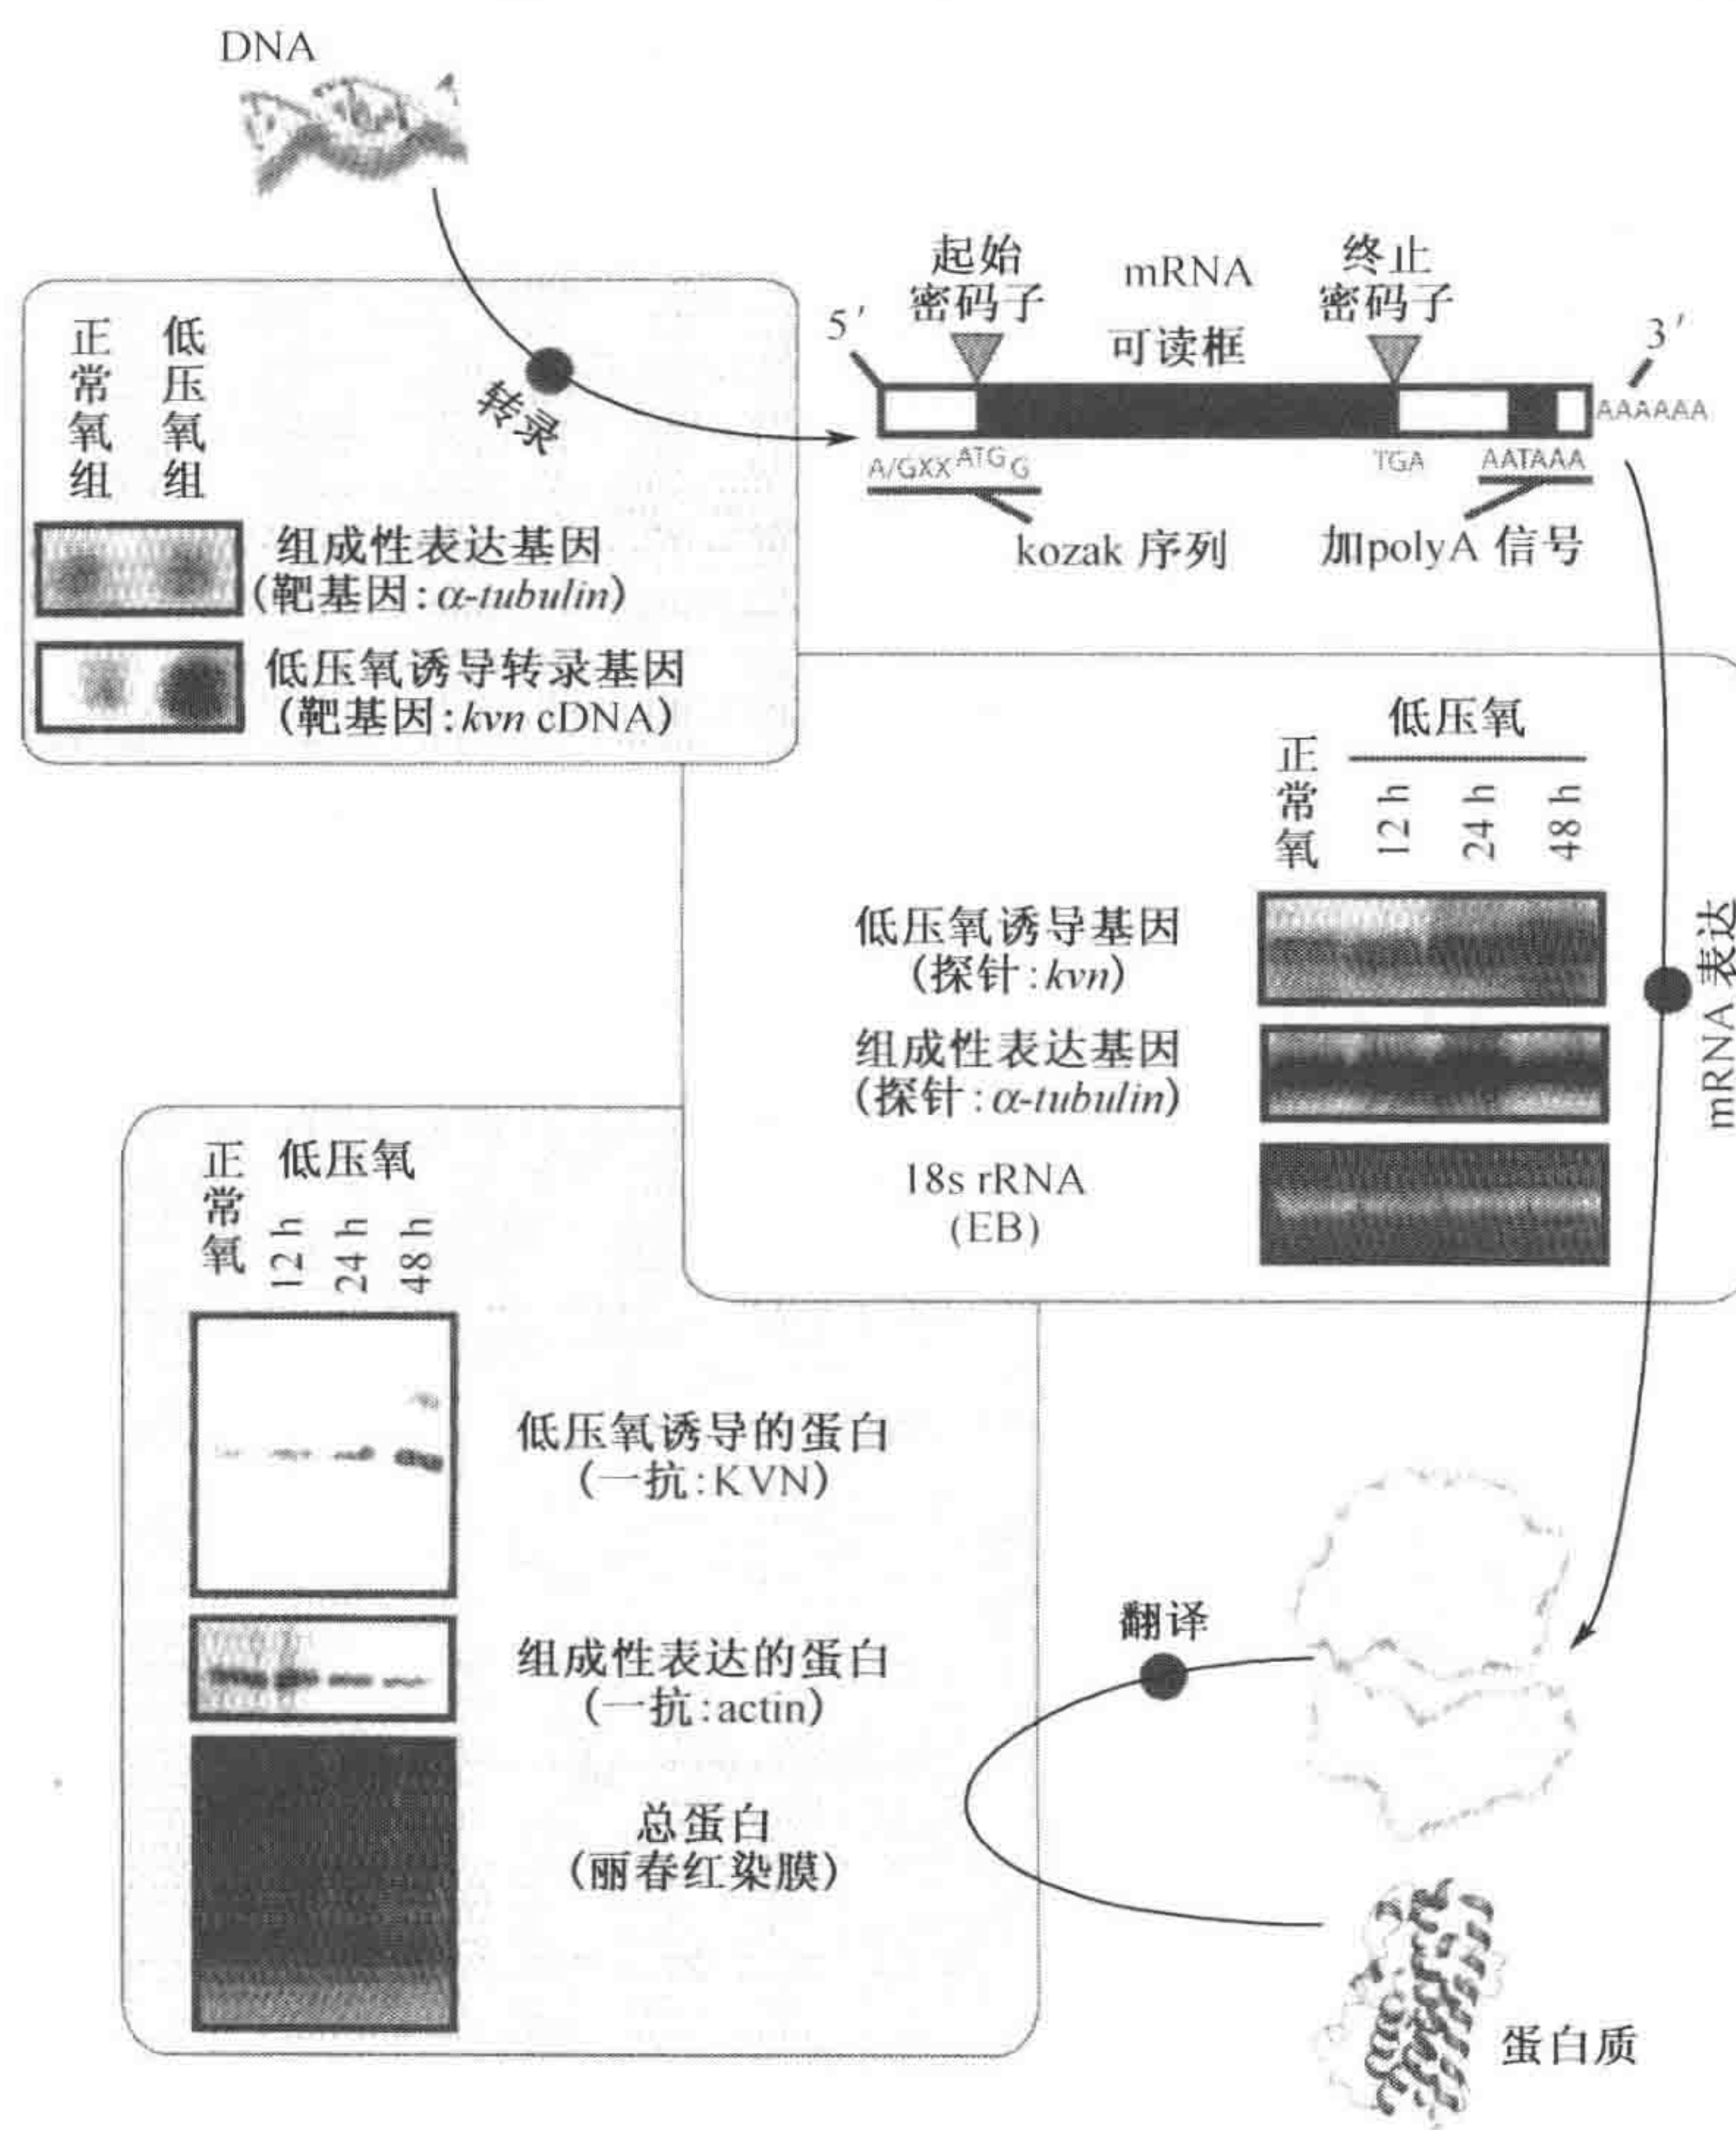 DNA
起始
密码子
mRNA
可读框
终止
密码子
5′
3′
AAAAAA
转录
A/GXX ATG G
TGA
AATAAA
kozak 序列
加polyA 信号
正常氧组
低压氧组
组成性表达基因
(靶基因:α-tubulin)
低压氧诱导转录基因
(靶基因:kvn cDNA)
正常氧
低压氧
12 h
24 h
48 h
低压氧诱导基因
(探针:kvn)
组成性表达基因
(探针:α-tubulin)
18s rRNA
(EB)
mRNA 表达
正常氧
低压氧
12 h
24 h
48 h
低压氧诱导的蛋白
(一抗:KVN)
组成性表达的蛋白
(一抗:actin)
总蛋白
(丽春红染膜)
翻译
蛋白质